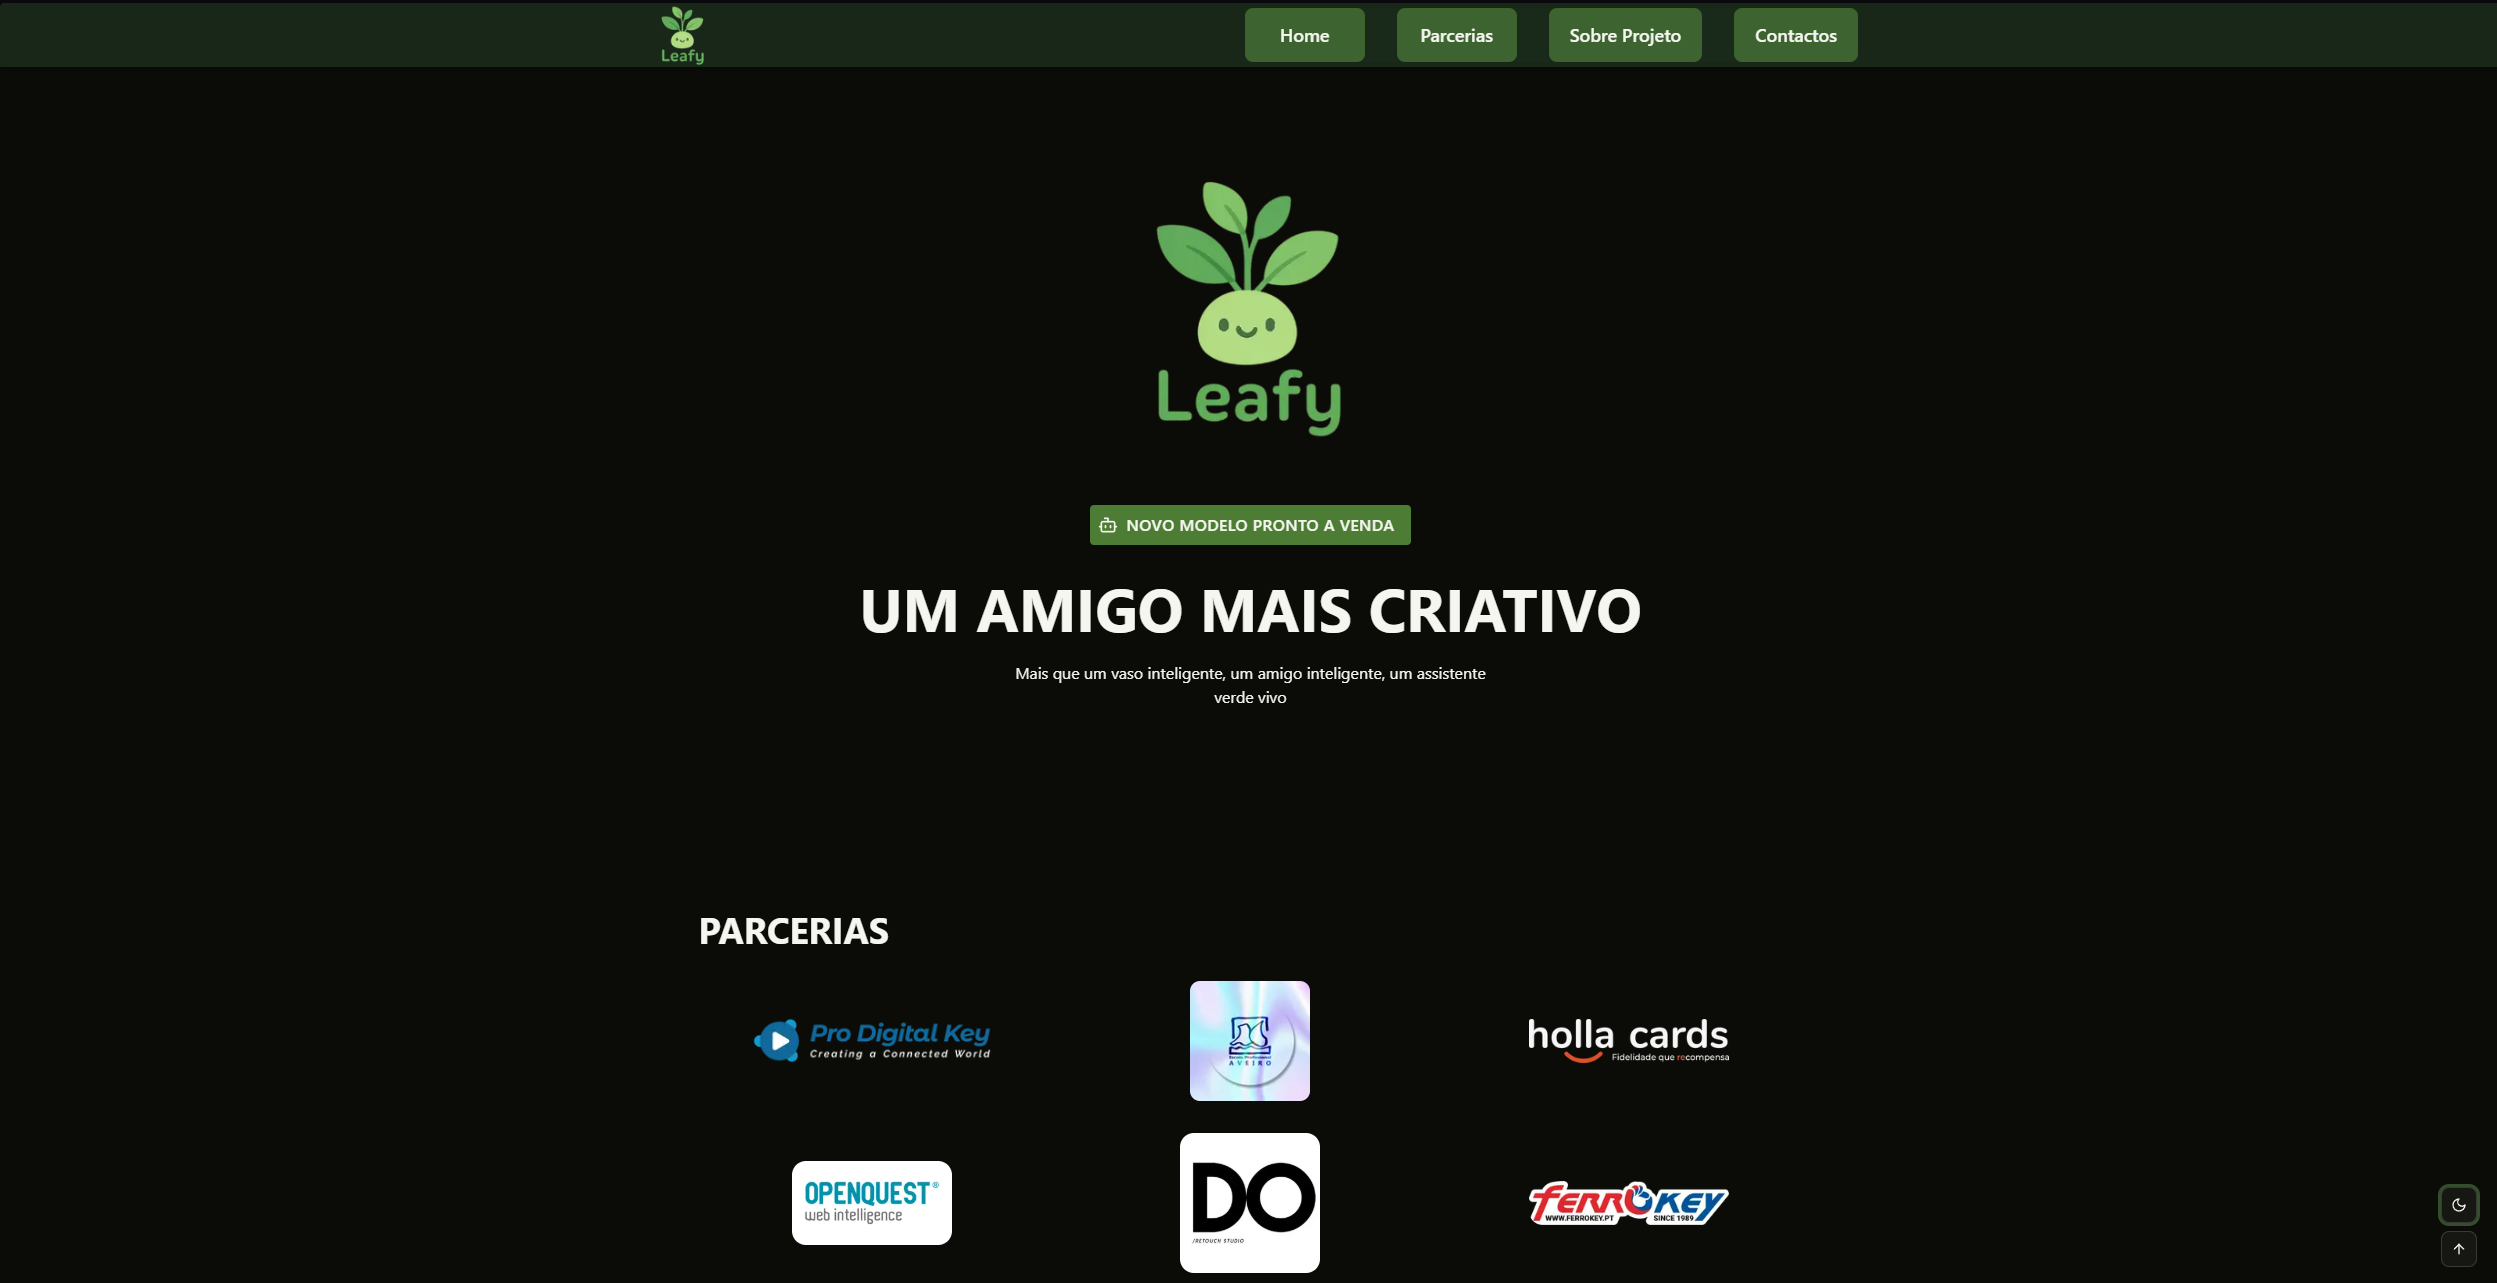 Leafy
Home
Parcerias
Sobre Projeto
Contactos
Leafy
NOVO MODELO PRONTO A VENDA
UM AMIGO MAIS CRIATIVO
Mais que um vaso inteligente, um amigo inteligente, um assistente
verde vivo
PARCERIAS
Pro Digital Key
Creating a Connected World
Escola Profissional
AVEIRO
holla cards
Fidelidade que recompensa
OPENQUEST®
web intelligence
DO
/RETOUCH STUDIO
FERROKEY
WWW.FERROKEY.PT
SINCE 1989